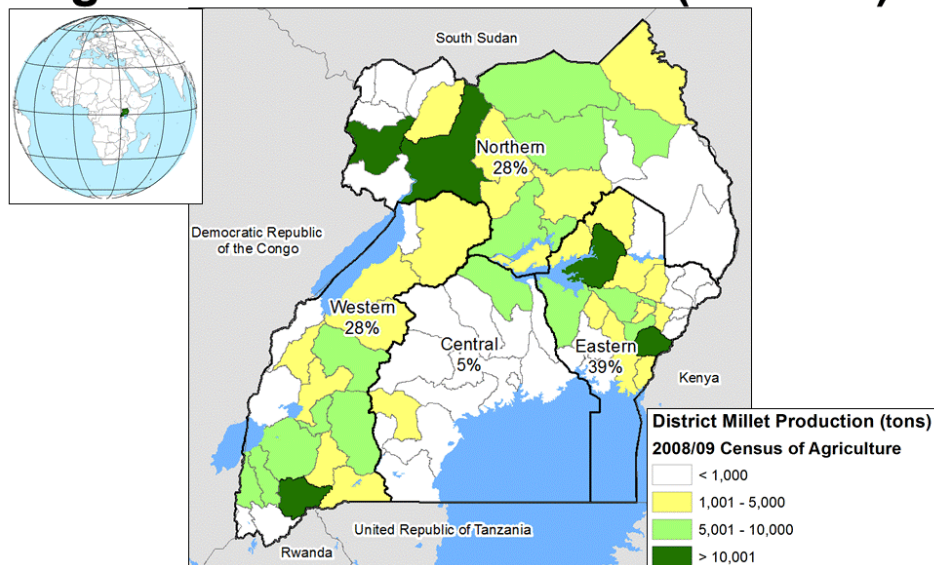 South Sudan
Northern
28%
Democratic Republic
of the Congo
Western
28%
Central
5%
Eastern
39%
Kenya
District Millet Production (tons)
2008/09 Census of Agriculture
< 1,000
1,001 - 5,000
5,001 - 10,000
> 10,001
United Republic of Tanzania
Rwanda